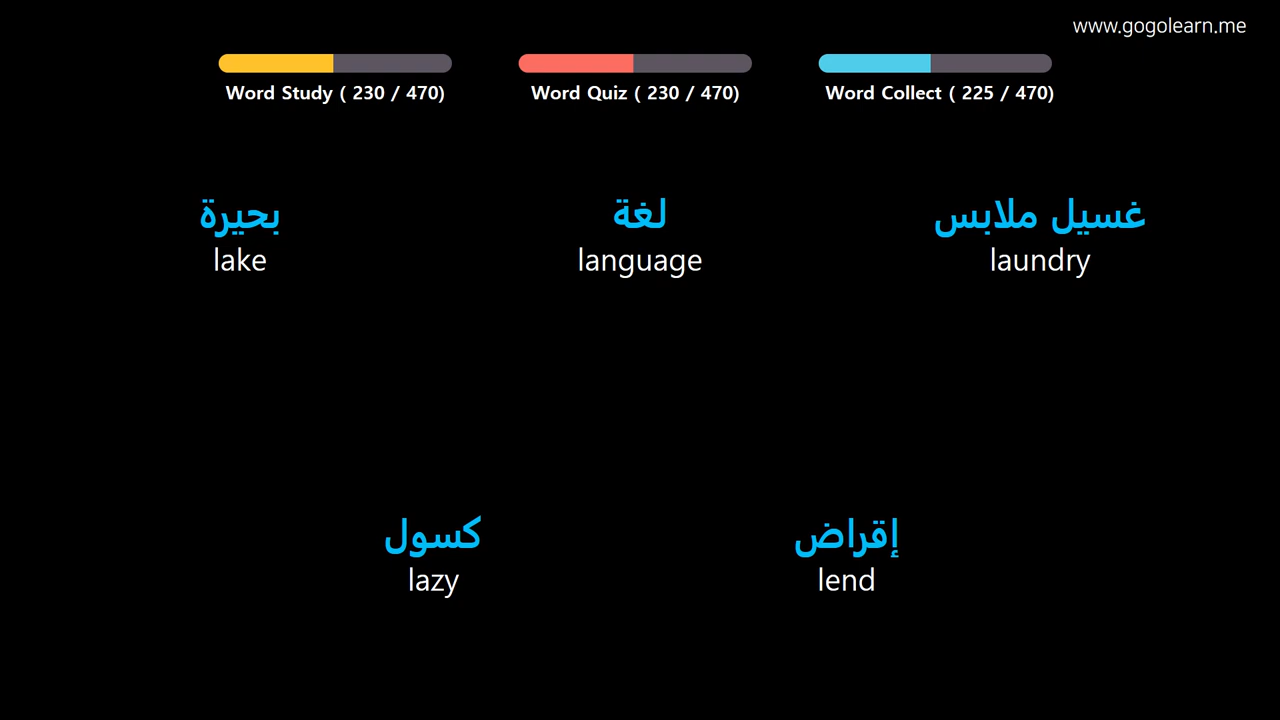 www.gogolearn.me
Word Study ( 230 / 470)
Word Quiz ( 230 / 470)
Word Collect ( 225 / 470)
بحيرة
lake
لغة
language
غسيل ملابس
laundry
كسول
lazy
إقراض
lend